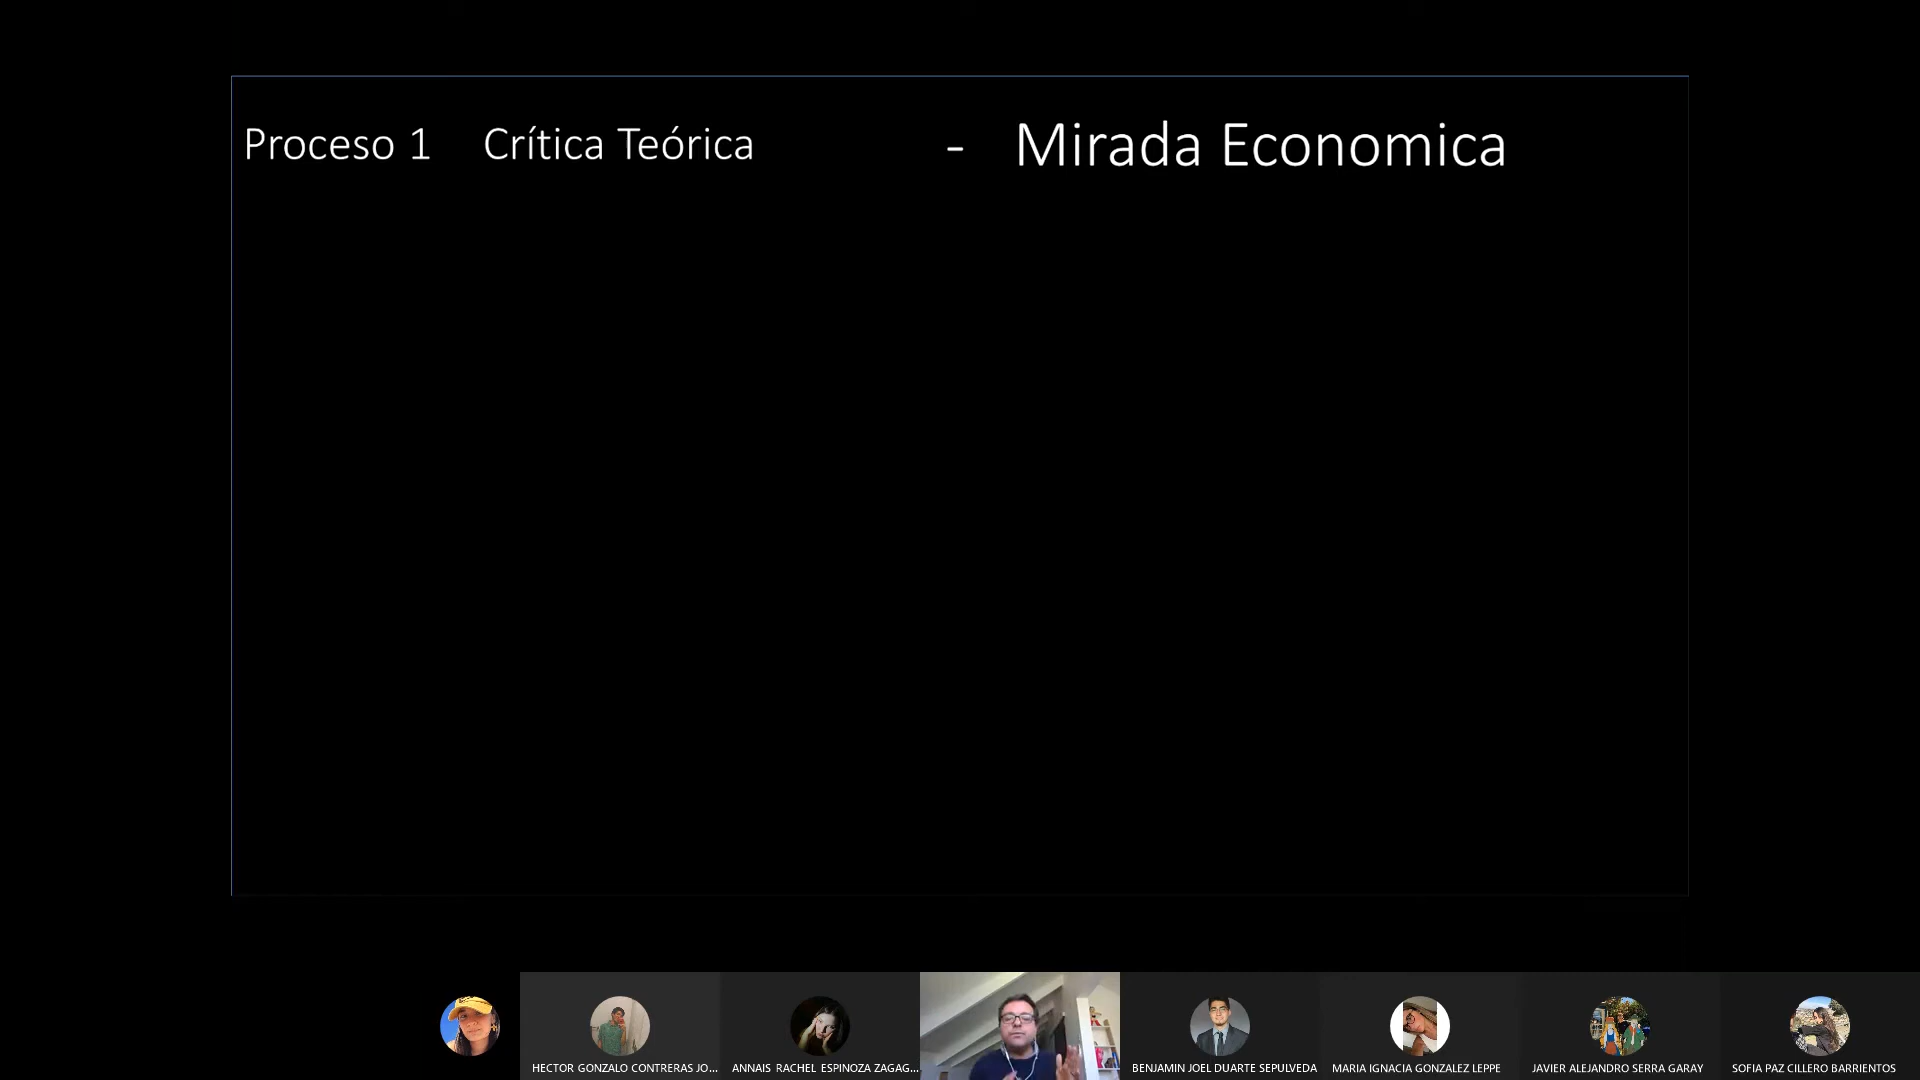 Proceso 1 Crítica Teórica - Mirada Economica
HECTOR GONZALO CONTRERAS JO...
ANNAIS RACHEL ESPINOZA ZAGAG...
BENJAMIN JOEL DUARTE SEPULVEDA
MARIA IGNACIA GONZALEZ LEPPE
JAVIER ALEJANDRO SERRA GARAY
SOFIA PAZ CILLERO BARRIENTOS